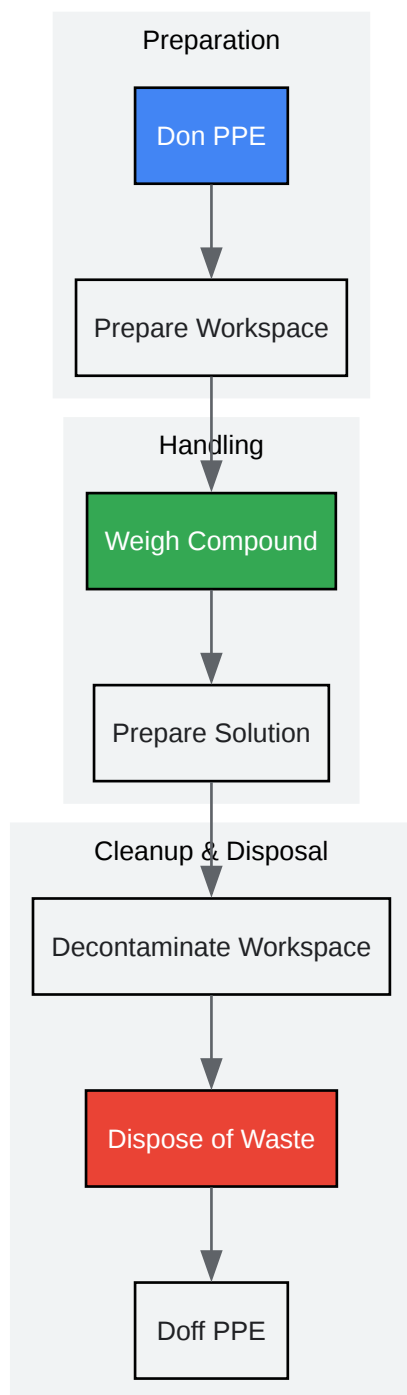 Preparation
Don PPE
Prepare Workspace
Handling
Weigh Compound
Prepare Solution
Cleanup & Disposal
Decontaminate Workspace
Dispose of Waste
Doff PPE